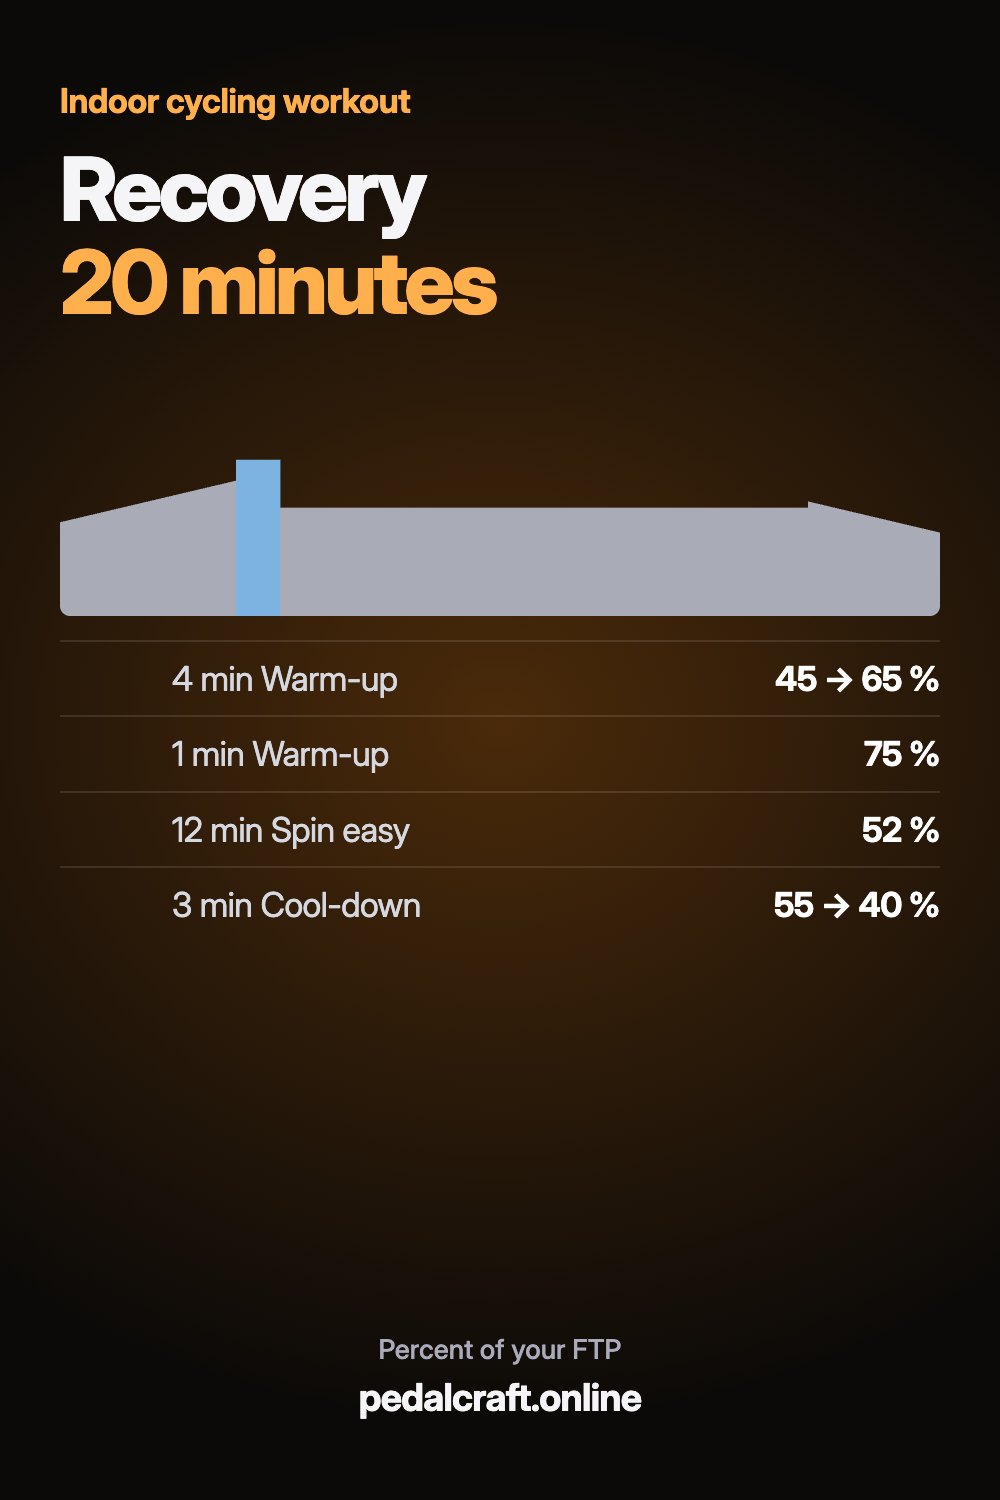 Indoor cycling workout
Recovery
20 minutes
4 min Warm-up 45 → 65 %
1 min Warm-up 75 %
12 min Spin easy 52 %
3 min Cool-down 55 → 40 %
Percent of your FTP
pedalcraft.online